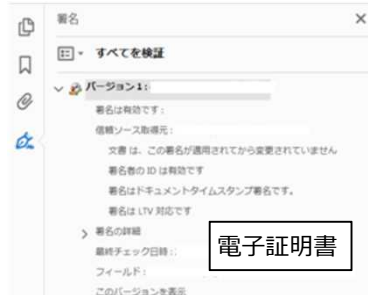 署名
すべてを検証
バージョン 1:
署名は有効です:
信頼ソース取得元:
文書 は、この署名が適用されてから変更されていません
署名者の ID は有効です
署名はドキュメントタイムスタンプ署名です。
署名は LTV 対応です
署名の詳細
最終チェック日時:
フィールド:
このバージョンを表示
電子証明書